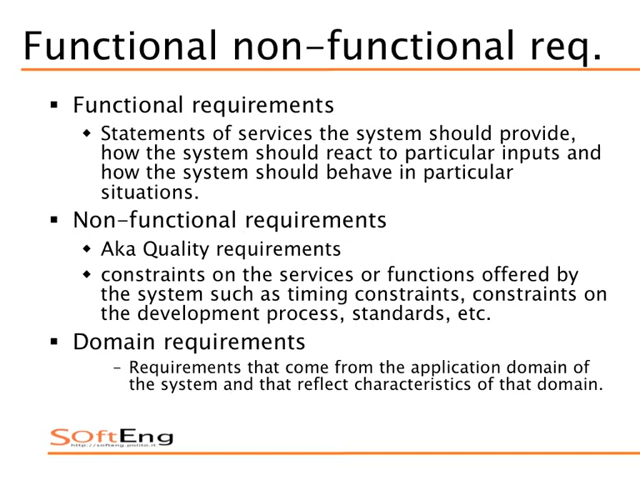 Functional non-functional req.
▪ Functional requirements
◆ Statements of services the system should provide,
how the system should react to particular inputs and
how the system should behave in particular
situations.
▪ Non-functional requirements
◆ Aka Quality requirements
◆ constraints on the services or functions offered by
the system such as timing constraints, constraints on
the development process, standards, etc.
▪ Domain requirements
– Requirements that come from the application domain of
the system and that reflect characteristics of that domain.
SOftEng
http://softeng.polito.it